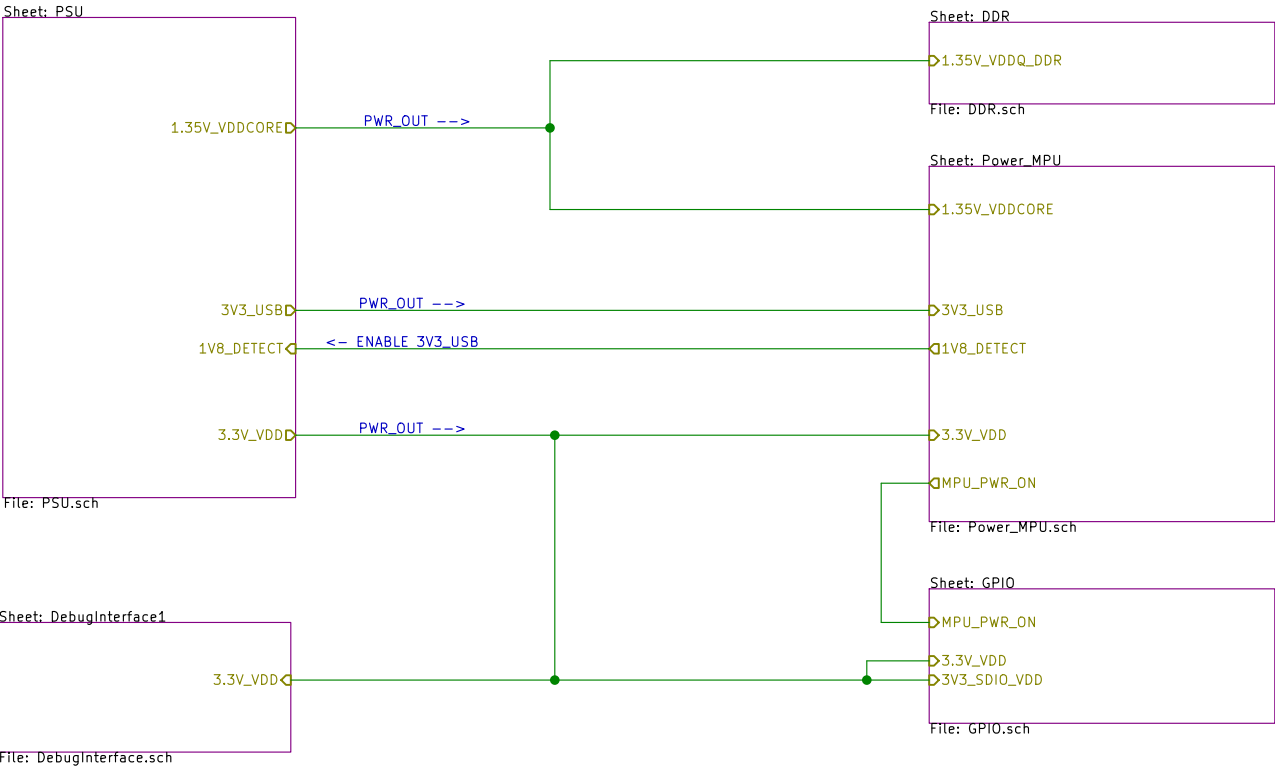 Sheet: PSU
1.35V_VDDCORE
PWR_OUT -->
3V3_USB
PWR_OUT -->
1V8_DETECT
<- ENABLE 3V3_USB
3.3V_VDD
PWR_OUT -->
File: PSU.sch
Sheet: DDR
1.35V_VDDQ_DDR
File: DDR.sch
Sheet: Power_MPU
1.35V_VDDCORE
3V3_USB
1V8_DETECT
3.3V_VDD
MPU_PWR_ON
File: Power_MPU.sch
Sheet: DebugInterface1
3.3V_VDD
File: DebugInterface.sch
Sheet: GPIO
MPU_PWR_ON
3.3V_VDD
3V3_SDIO_VDD
File: GPIO.sch